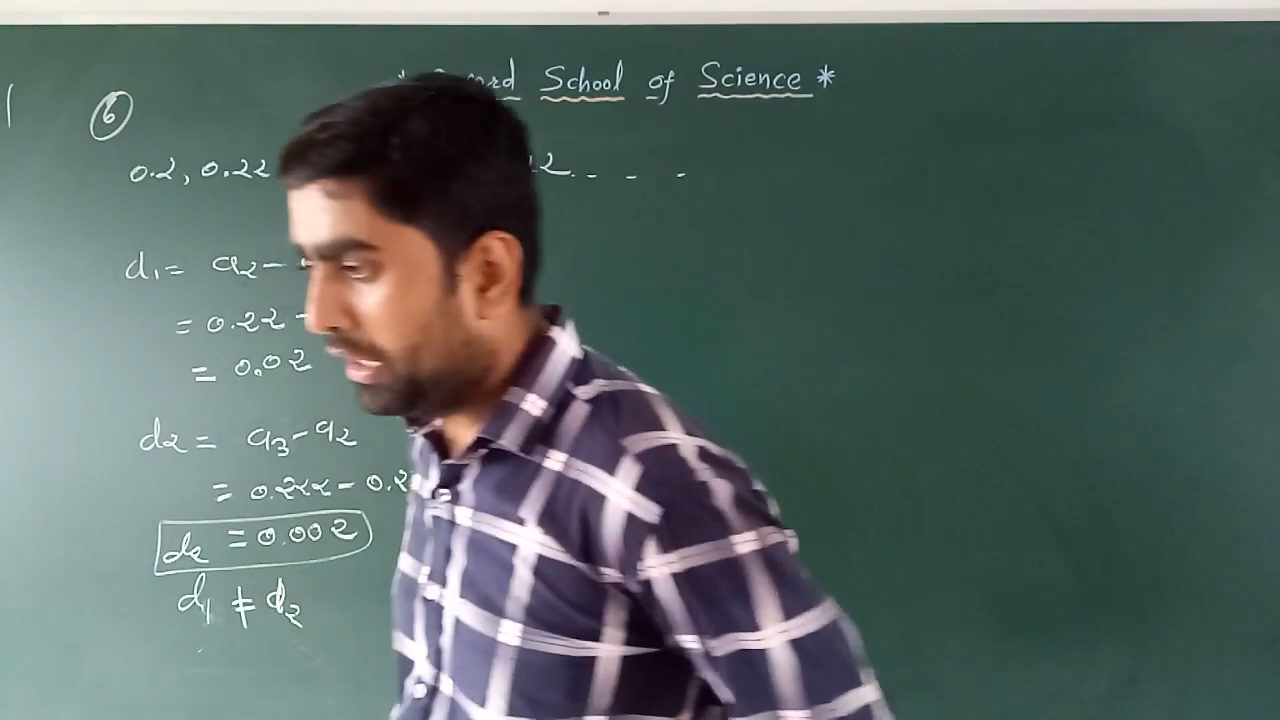 School of Science *
6
0.2, 0.22
d1 = a2 -
= 0.22 -
= 0.02
d2 = a3 - a2
= 0.222 - 0.2
d2 = 0.002
d1 ≠ d2